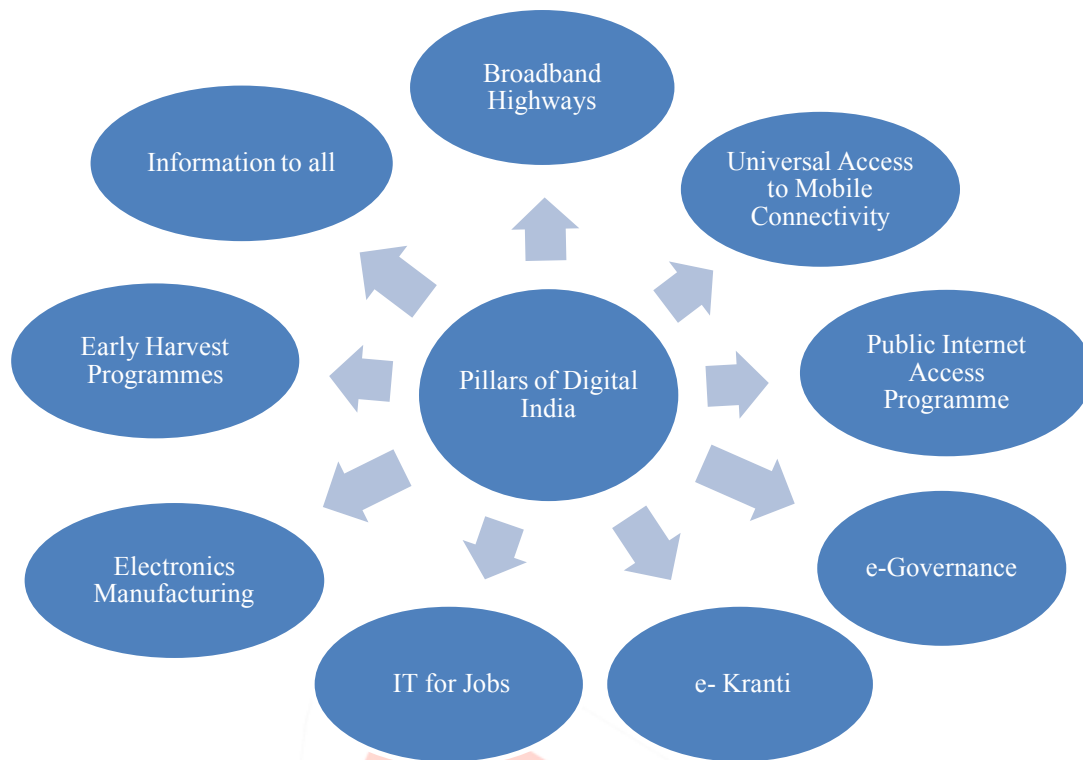 Broadband
Highways
Universal Access
to Mobile
Connectivity
Public Internet
Access
Programme
e-Governance
e- Kranti
IT for Jobs
Electronics
Manufacturing
Early Harvest
Programmes
Information to all
Pillars of Digital
India